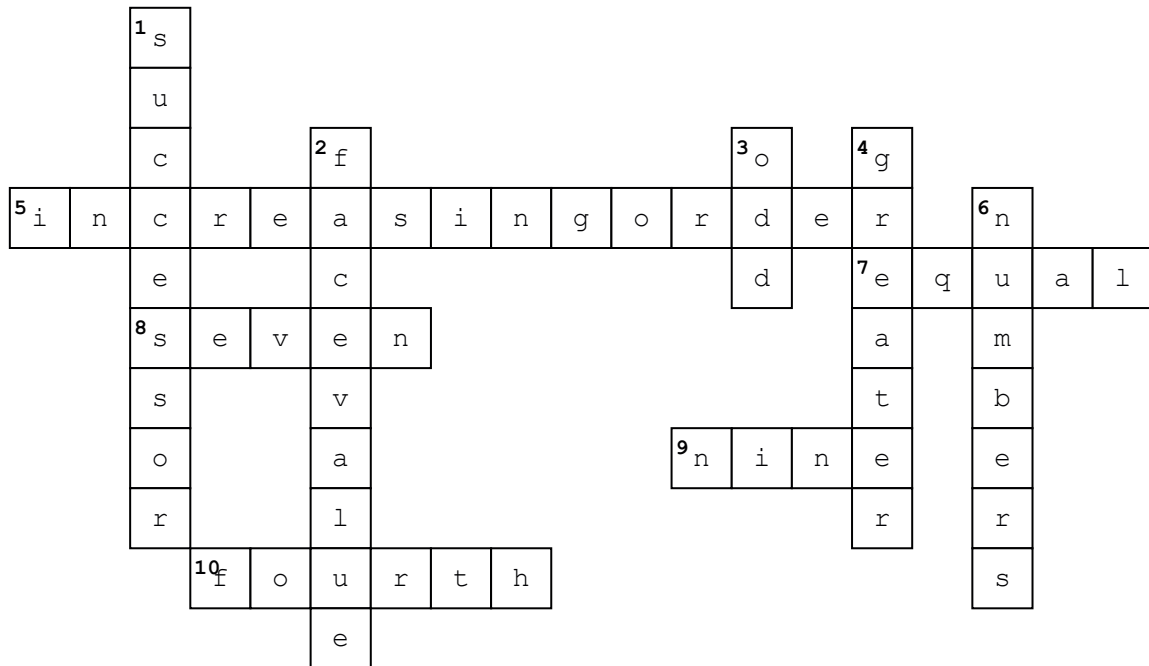 1 s
u
c 2 f 3 o 4 g
5 i n c r e a s i n g o r d e r 6 n
e c d 7 e q u a l
8 s e v e n a m
s v t b
o a 9 n i n e e
r l r r
10 f o u r t h s
e